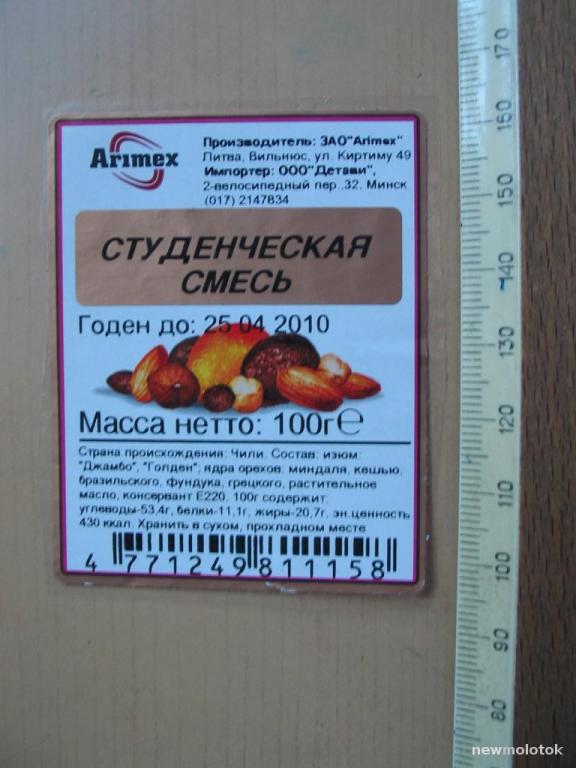 Arimex
Производитель: ЗАО"Arimex"
Литва, Вильнюс, ул. Киртиму 49
Импортер: ООО"Детави",
2-велосипедный пер.,32, Минск
(017) 2147834
СТУДЕНЧЕСКАЯ
СМЕСЬ
Годен до: 25 04 2010
Масса нетто: 100г℮
Страна происхождения: Чили. Состав: изюм:
"Джамбо", "Голден"; ядра орехов: миндаля, кешью,
бразильского, фундука, грецкого, растительное
масло, консервант Е220. 100г содержит:
углеводы-53,4г, белки-11,1г, жиры-20,7г. эн.ценность
430 ккал. Хранить в сухом, прохладном месте
4 771249 811158
170
160
150
140
130
120
110
100
90
80
newmolotok